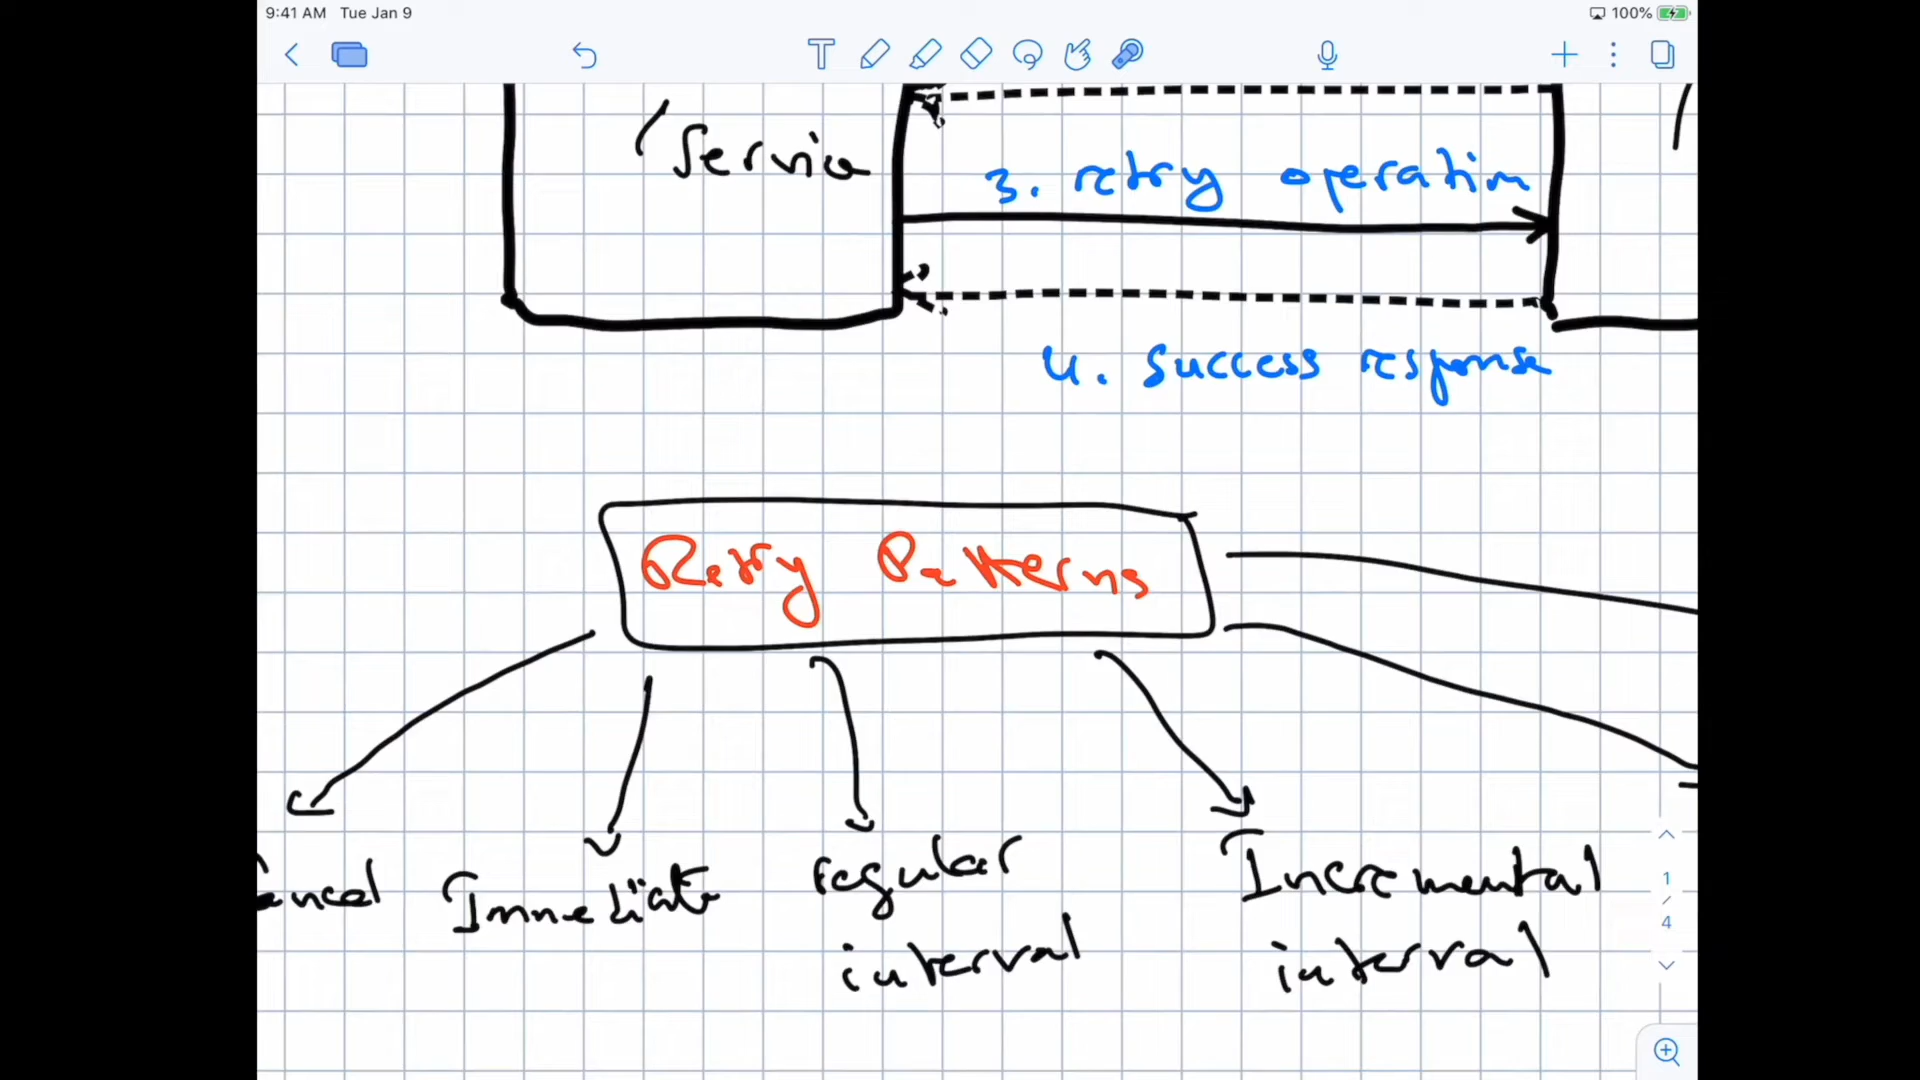 9:41 AM Tue Jan 9
100%
/ Service
3. retry operation
4. Success response
Retry Patterns
Cancel
Immediate
regular
interval
Incremental
interval
1
/
4